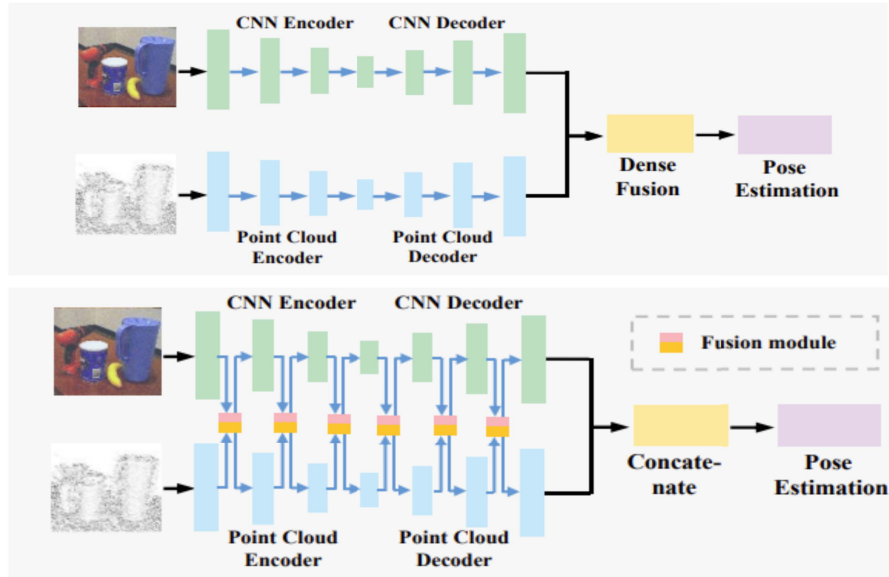 CNN Encoder
CNN Decoder
Point Cloud
Encoder
Point Cloud
Decoder
Dense
Fusion
Pose
Estimation
CNN Encoder
CNN Decoder
Fusion module
Point Cloud
Encoder
Point Cloud
Decoder
Concate-
nate
Pose
Estimation